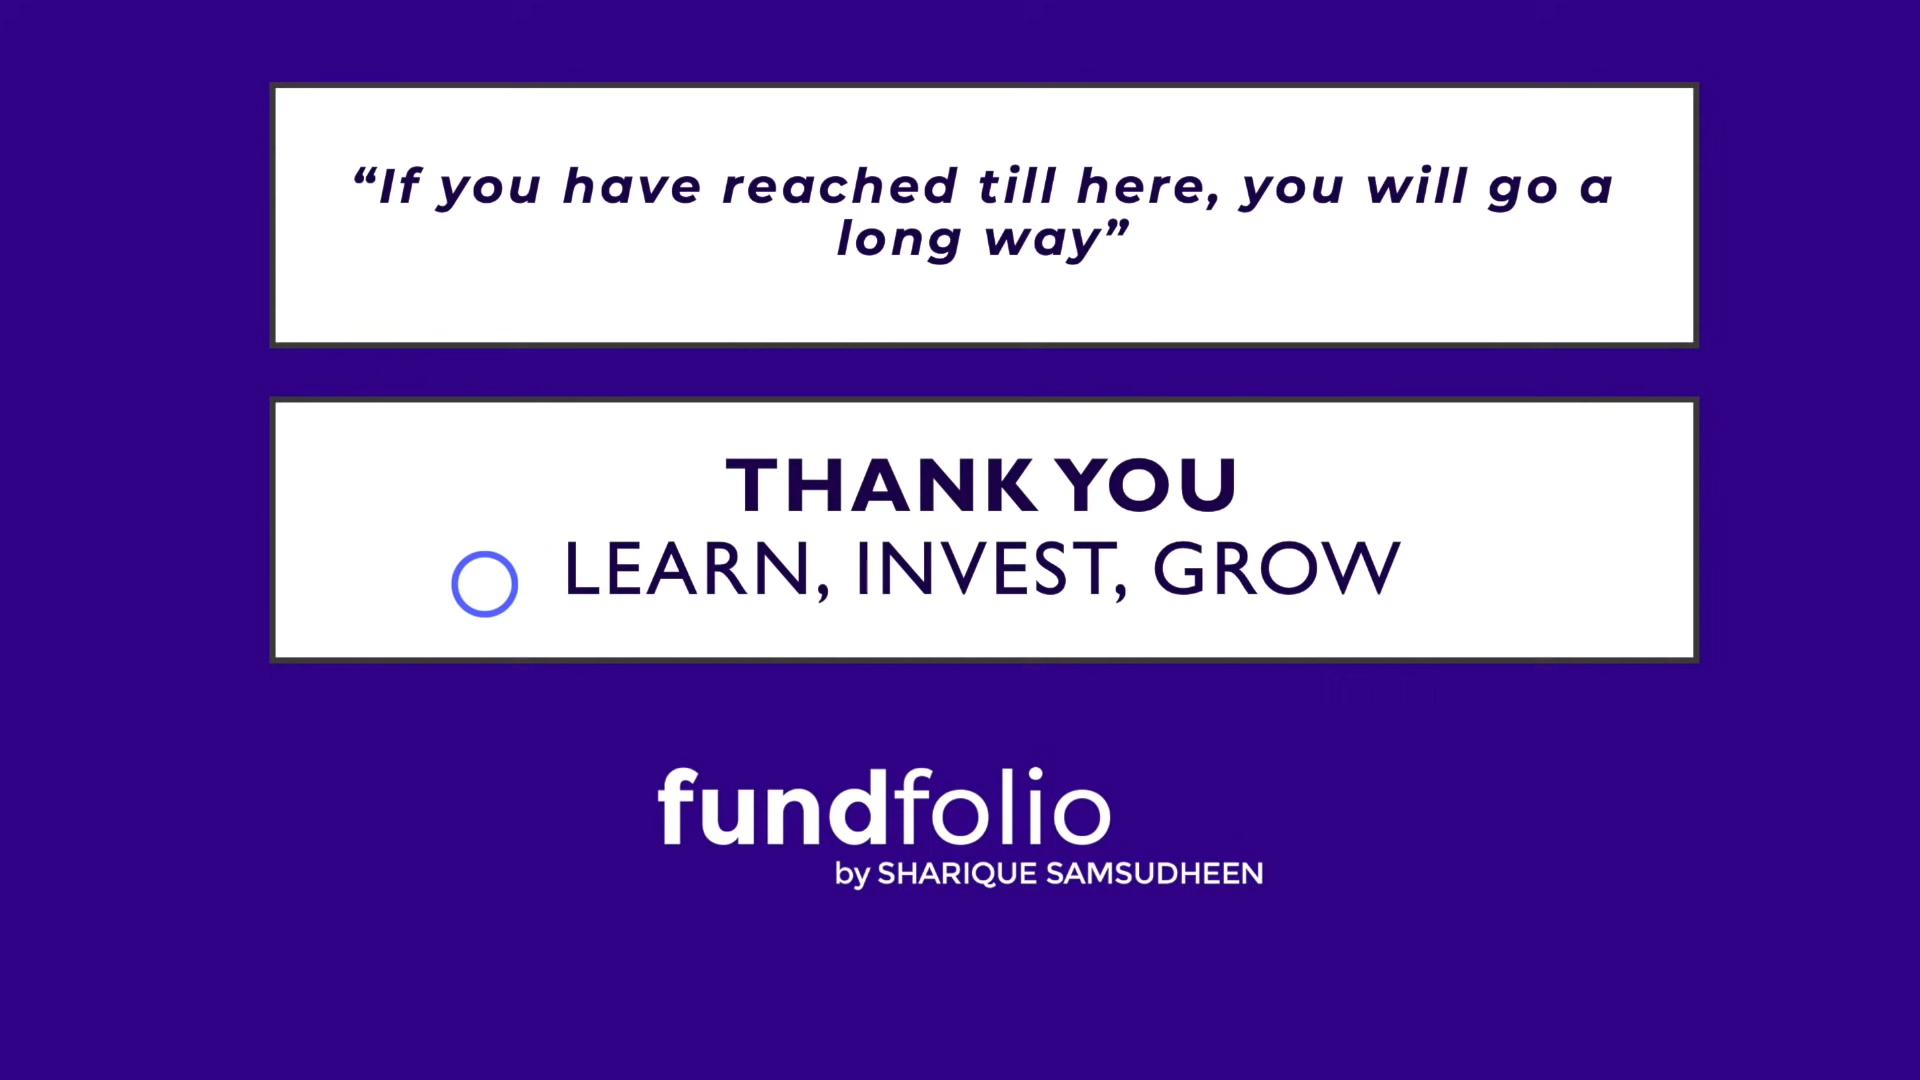 “If you have reached till here, you will go a
long way”
THANK YOU
LEARN, INVEST, GROW
fundfolio
by SHARIQUE SAMSUDHEEN